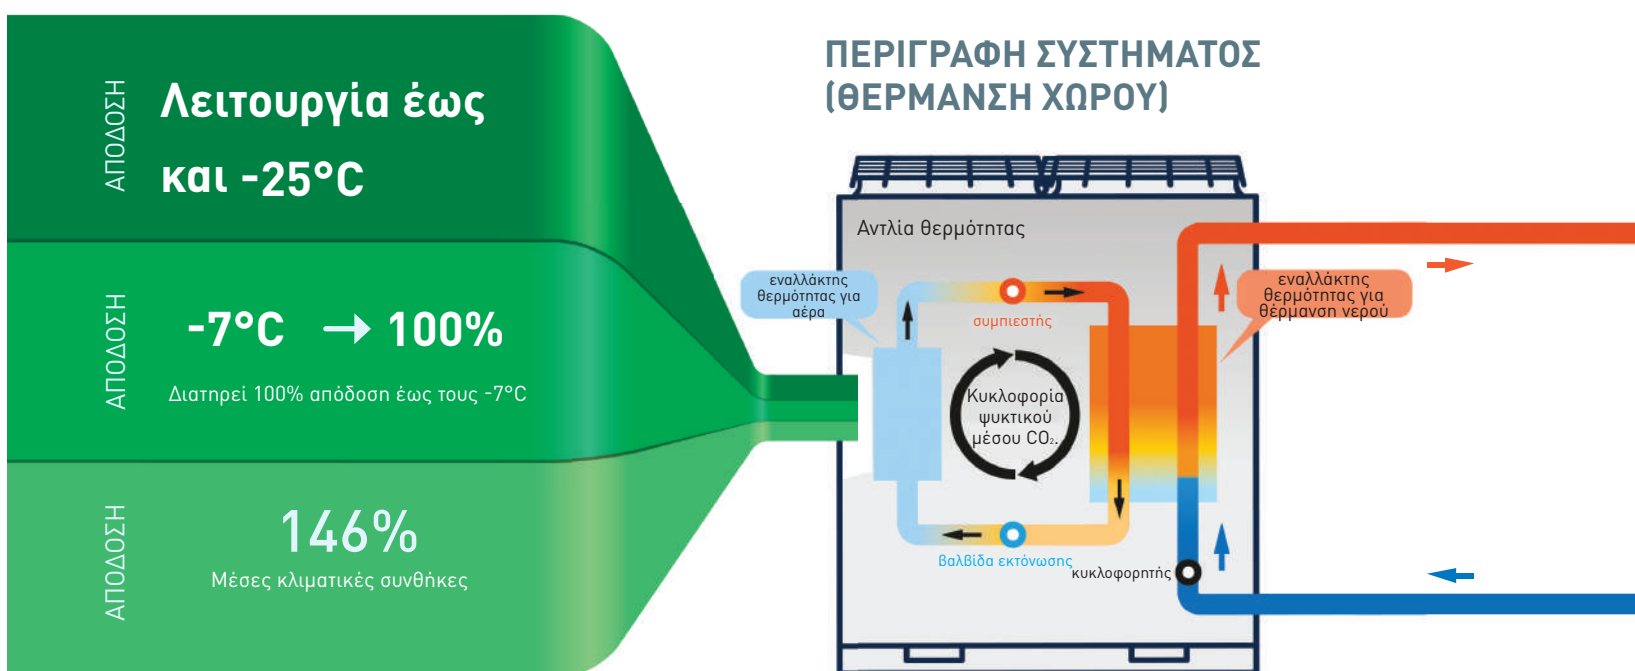 ΑΠΟΔΟΣΗ
Λειτουργία έως
και -25°C
ΑΠΟΔΟΣΗ
-7°C → 100%
Διατηρεί 100% απόδοση έως τους -7°C
ΑΠΟΔΟΣΗ
146%
Μέσες κλιματικές συνθήκες
ΠΕΡΙΓΡΑΦΗ ΣΥΣΤΗΜΑΤΟΣ
(ΘΕΡΜΑΝΣΗ ΧΩΡΟΥ)
Αντλία θερμότητας
εναλλάκτης
θερμότητας για
αέρα
συμπιεστής
εναλλάκτης
θερμότητας για
θέρμανση νερού
Κυκλοφορία
ψυκτικού
μέσου CO₂.
βαλβίδα εκτόνωσης
κυκλοφορητής